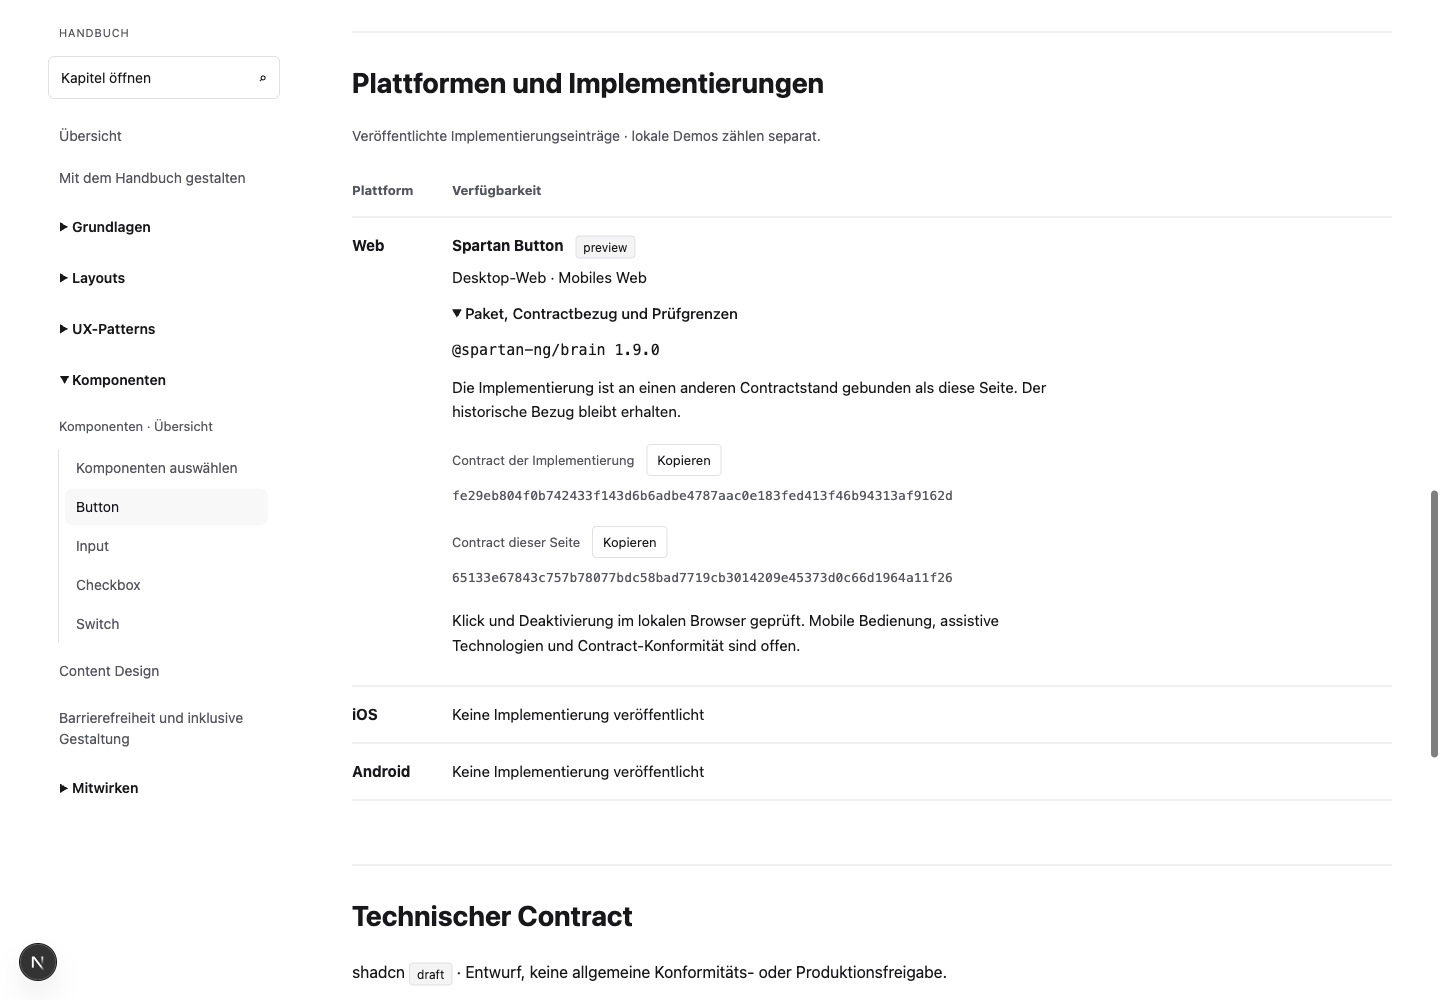 HANDBUCH
Kapitel öffnen
Übersicht
Mit dem Handbuch gestalten
Grundlagen
Layouts
UX-Patterns
Komponenten
Komponenten · Übersicht
Komponenten auswählen
Button
Input
Checkbox
Switch
Content Design
Barrierefreiheit und inklusive
Gestaltung
Mitwirken
Plattformen und Implementierungen
Veröffentlichte Implementierungseinträge · lokale Demos zählen separat.
Plattform Verfügbarkeit
Web Spartan Button preview
Desktop-Web · Mobiles Web
Paket, Contractbezug und Prüfgrenzen
@spartan-ng/brain 1.9.0
Die Implementierung ist an einen anderen Contractstand gebunden als diese Seite. Der
historische Bezug bleibt erhalten.
Contract der Implementierung Kopieren
fe29eb804f0b742433f143d6b6adbe4787aac0e183fed413f46b94313af9162d
Contract dieser Seite Kopieren
65133e67843c757b78077bdc58bad7719cb3014209e45373d0c66d1964a11f26
Klick und Deaktivierung im lokalen Browser geprüft. Mobile Bedienung, assistive
Technologien und Contract-Konformität sind offen.
iOS Keine Implementierung veröffentlicht
Android Keine Implementierung veröffentlicht
Technischer Contract
shadcn draft · Entwurf, keine allgemeine Konformitäts- oder Produktionsfreigabe.
N